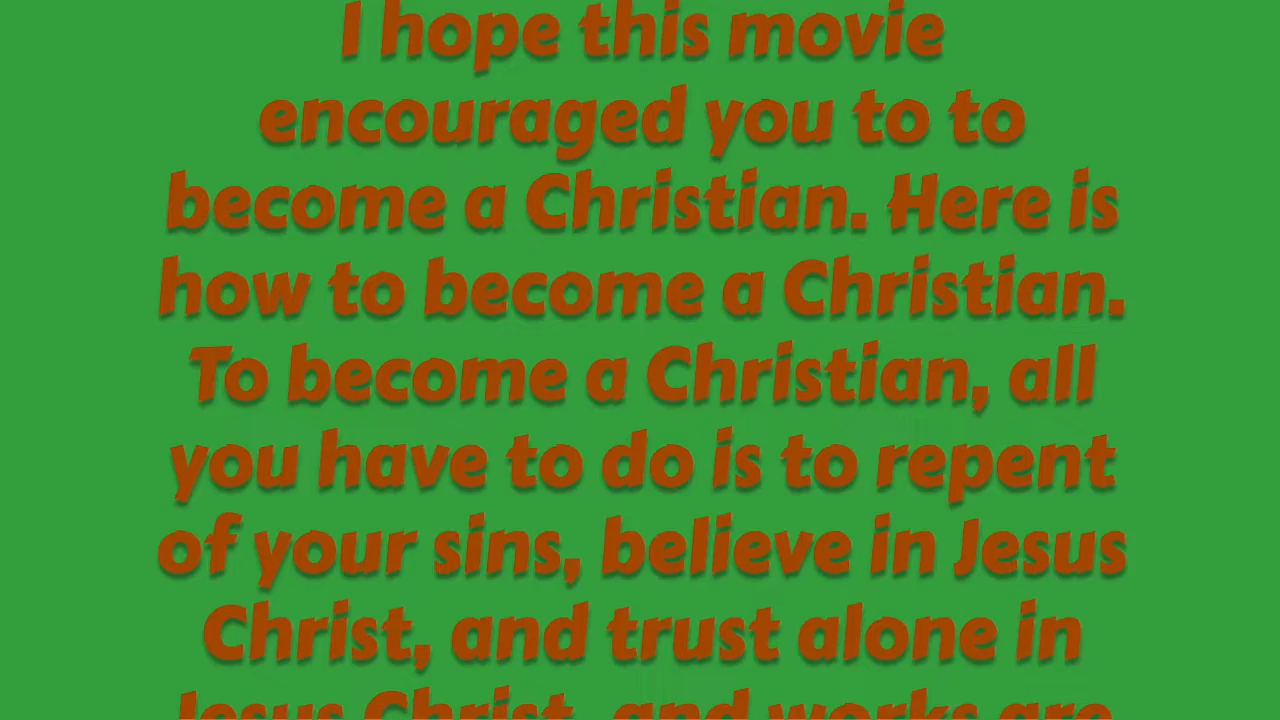 I hope this movie
encouraged you to to
become a Christian. Here is
how to become a Christian.
To become a Christian, all
you have to do is to repent
of your sins, believe in Jesus
Christ, and trust alone in
Jesus Christ, and works are